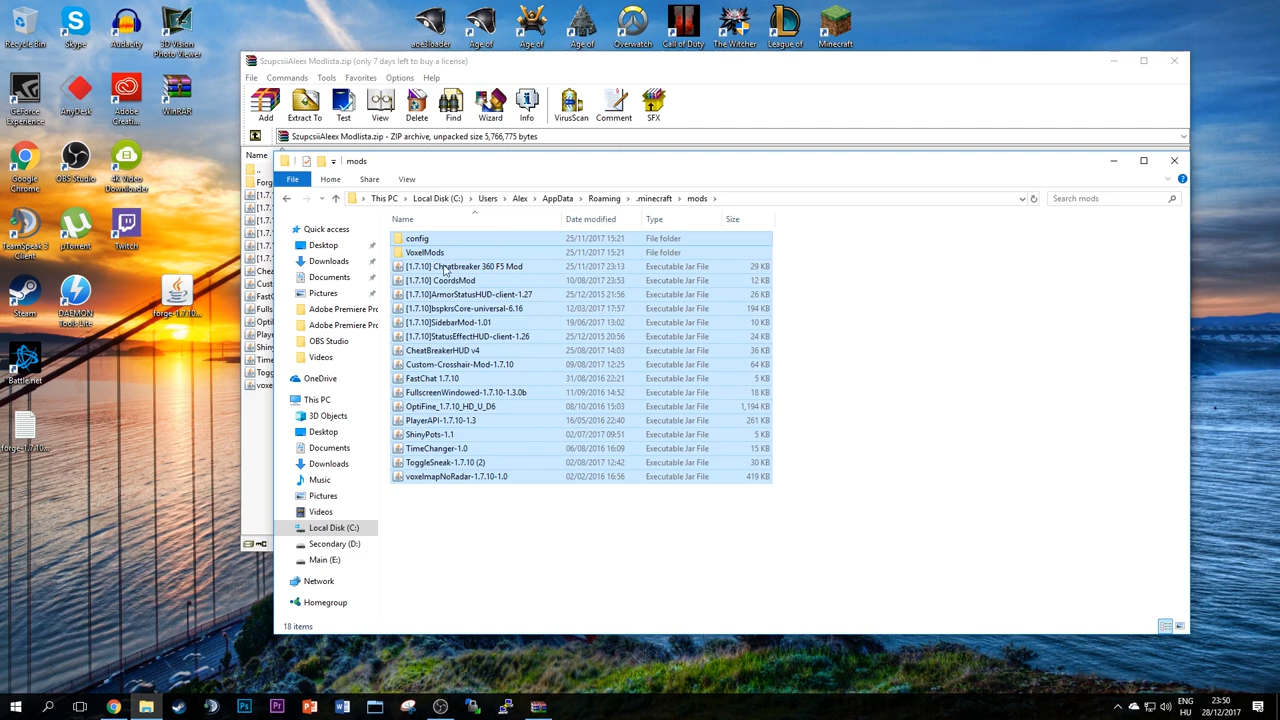 Recycle Bin
Skype
Audacity
3D Vision
Photo Viewer
aoe3loader
Age of
Age of
Age of
Overwatch
Call of Duty
The Witcher
League of
Minecraft
GeForce
Experience
AnyDesk
Adobe
Creati...
WinRAR
Google
Chrome
OBS Studio
4K Video
Downloader
TeamSpeak 3
Client
µTorrent
Twitch
Steam
DAEMON
Tools Lite
forge-1.7.10...
Battle.net
forge-1.7.10...
SzupcsiiAleex Modlista.zip (only 7 days left to buy a license)
File Commands Tools Favorites Options Help
Add Extract To Test View Delete Find Wizard Info VirusScan Comment SFX
SzupcsiiAleex Modlista.zip - ZIP archive, unpacked size 5,766,775 bytes
Name
..
Forg
[1.7.
[1.7.
[1.7.
[1.7.
[1.7.
[1.7.
Chea
Cust
FastC
Fulls
Opti
Playe
Shin
Time
Togg
voxe
mods
File Home Share View
This PC Local Disk (C:) Users Alex AppData Roaming .minecraft mods
Search mods
Quick access
Desktop
Downloads
Documents
Pictures
Adobe Premiere Pro
Adobe Premiere Pro
OBS Studio
Videos
OneDrive
This PC
3D Objects
Desktop
Documents
Downloads
Music
Pictures
Videos
Local Disk (C:)
Secondary (D:)
Main (E:)
Network
Homegroup
Name Date modified Type Size
config 25/11/2017 15:21 File folder
VoxelMods 25/11/2017 15:21 File folder
[1.7.10] Cheatbreaker 360 F5 Mod 25/11/2017 23:13 Executable Jar File 29 KB
[1.7.10] CoordsMod 10/08/2017 23:53 Executable Jar File 12 KB
[1.7.10]ArmorStatusHUD-client-1.27 25/12/2015 21:56 Executable Jar File 26 KB
[1.7.10]bspkrsCore-universal-6.16 12/03/2017 17:57 Executable Jar File 194 KB
[1.7.10]SidebarMod-1.01 19/06/2017 13:02 Executable Jar File 10 KB
[1.7.10]StatusEffectHUD-client-1.26 25/12/2015 20:56 Executable Jar File 24 KB
CheatBreakerHUD v4 25/08/2017 14:03 Executable Jar File 36 KB
Custom-Crosshair-Mod-1.7.10 09/08/2017 12:25 Executable Jar File 64 KB
FastChat 1.7.10 31/08/2016 22:21 Executable Jar File 5 KB
FullscreenWindowed-1.7.10-1.3.0b 11/09/2016 14:52 Executable Jar File 18 KB
OptiFine_1.7.10_HD_U_D6 08/10/2016 15:03 Executable Jar File 1,194 KB
PlayerAPI-1.7.10-1.3 16/05/2016 22:40 Executable Jar File 261 KB
ShinyPots-1.1 02/07/2017 09:51 Executable Jar File 5 KB
TimeChanger-1.0 06/08/2016 16:09 Executable Jar File 15 KB
ToggleSneak-1.7.10 (2) 02/08/2017 12:42 Executable Jar File 30 KB
voxelmapNoRadar-1.7.10-1.0 02/02/2016 16:56 Executable Jar File 419 KB
18 items
ENG
HU
23:50
28/12/2017